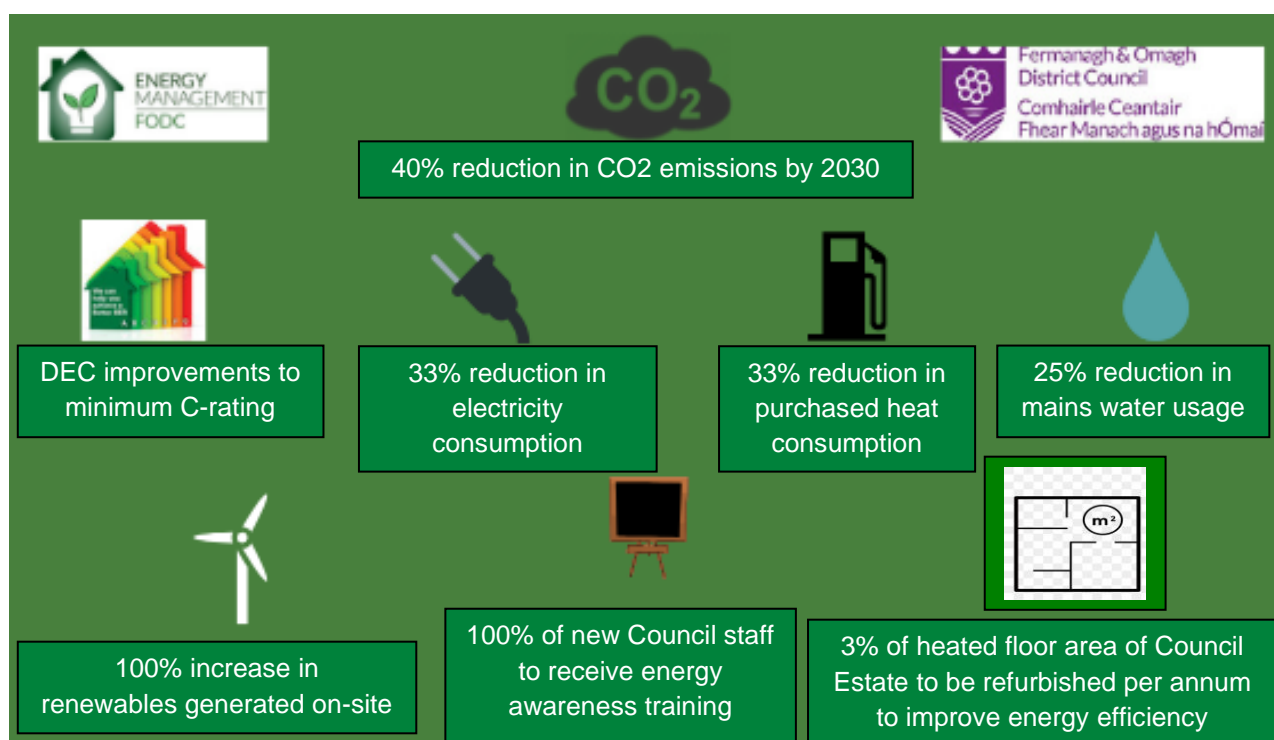 ENERGY
MANAGEMENT
FODC
CO2
Fermanagh & Omagh
District Council
Comhairle Ceantair
Fhear Manach agus na hÓmaí
40% reduction in CO2 emissions by 2030
DEC improvements to
minimum C-rating
33% reduction in
electricity
consumption
33% reduction in
purchased heat
consumption
25% reduction in
mains water usage
m²
100% increase in
renewables generated on-site
100% of new Council staff
to receive energy
awareness training
3% of heated floor area of Council
Estate to be refurbished per annum
to improve energy efficiency